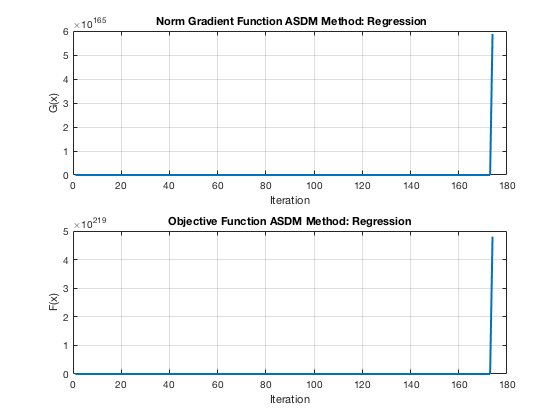 Norm Gradient Function ASDM Method: Regression
×10^165
6
5
4
3
2
1
0
G(x)
0 20 40 60 80 100 120 140 160 180
Iteration
Objective Function ASDM Method: Regression
×10^219
5
4
3
2
1
0
F(x)
0 20 40 60 80 100 120 140 160 180
Iteration